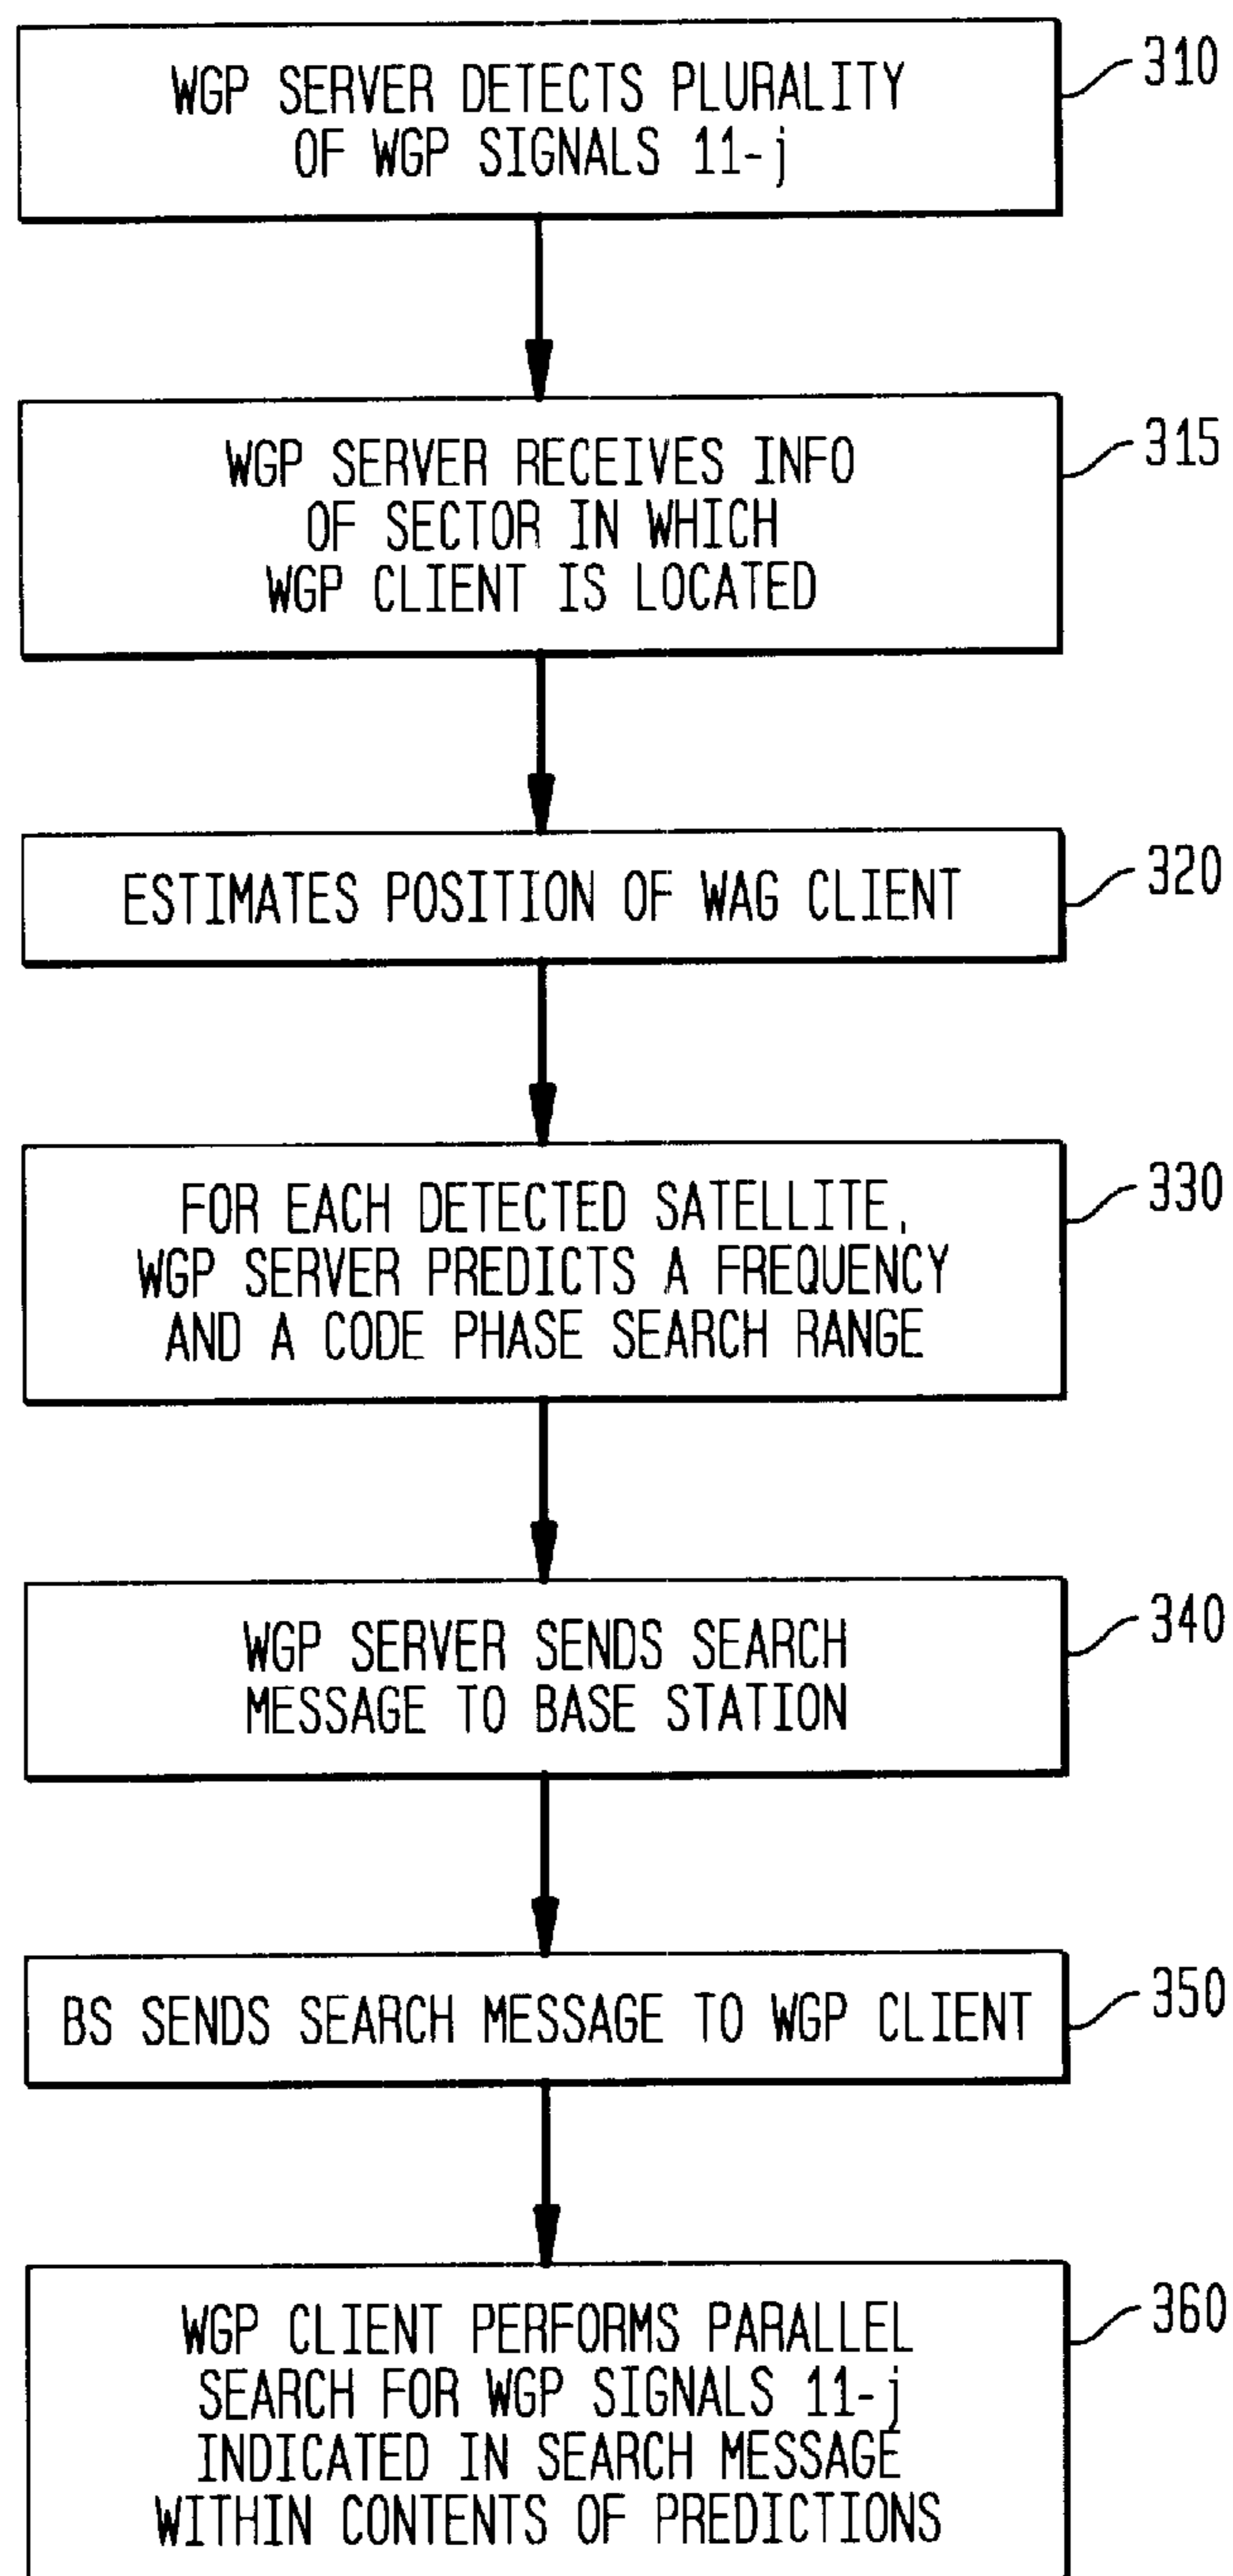 WGP SERVER DETECTS PLURALITY
OF WGP SIGNALS 11-j
310
WGP SERVER RECEIVES INFO
OF SECTOR IN WHICH
WGP CLIENT IS LOCATED
315
ESTIMATES POSITION OF WAG CLIENT
320
FOR EACH DETECTED SATELLITE,
WGP SERVER PREDICTS A FREQUENCY
AND A CODE PHASE SEARCH RANGE
330
WGP SERVER SENDS SEARCH
MESSAGE TO BASE STATION
340
BS SENDS SEARCH MESSAGE TO WGP CLIENT
350
WGP CLIENT PERFORMS PARALLEL
SEARCH FOR WGP SIGNALS 11-j
INDICATED IN SEARCH MESSAGE
WITHIN CONTENTS OF PREDICTIONS
360